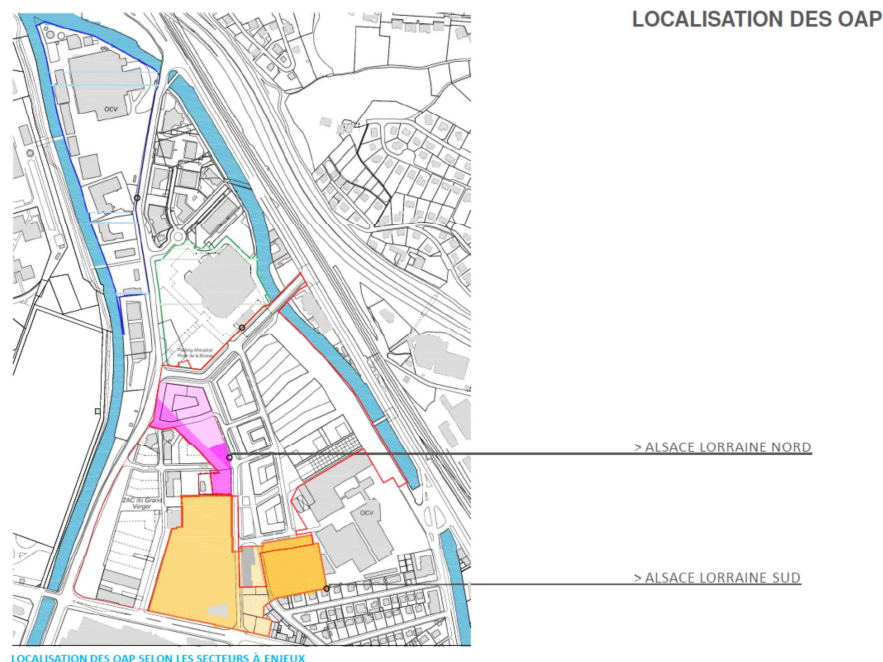 LOCALISATION DES OAP
OCV
> ALSACE LORRAINE NORD
ZAC du Grand
Verger
OCV
> ALSACE LORRAINE SUD
LOCALISATION DES OAP SELON LES SECTEURS À ENJEUX